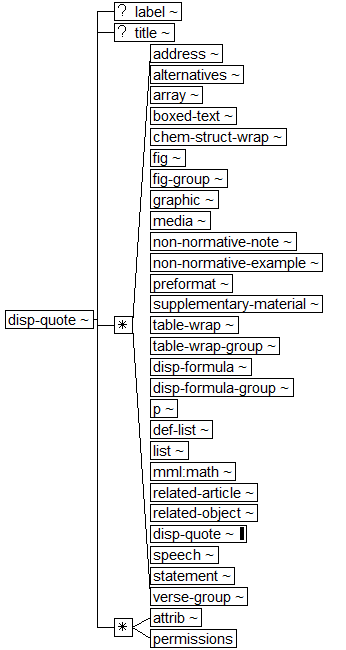 ? label ~
? title ~
address ~
alternatives ~
array ~
boxed-text ~
chem-struct-wrap ~
fig ~
fig-group ~
graphic ~
media ~
non-normative-note ~
non-normative-example ~
preformat ~
supplementary-material ~
disp-quote ~
*
table-wrap ~
table-wrap-group ~
disp-formula ~
disp-formula-group ~
p ~
def-list ~
list ~
mml:math ~
related-article ~
related-object ~
disp-quote ~
speech ~
statement ~
verse-group ~
*
attrib ~
permissions